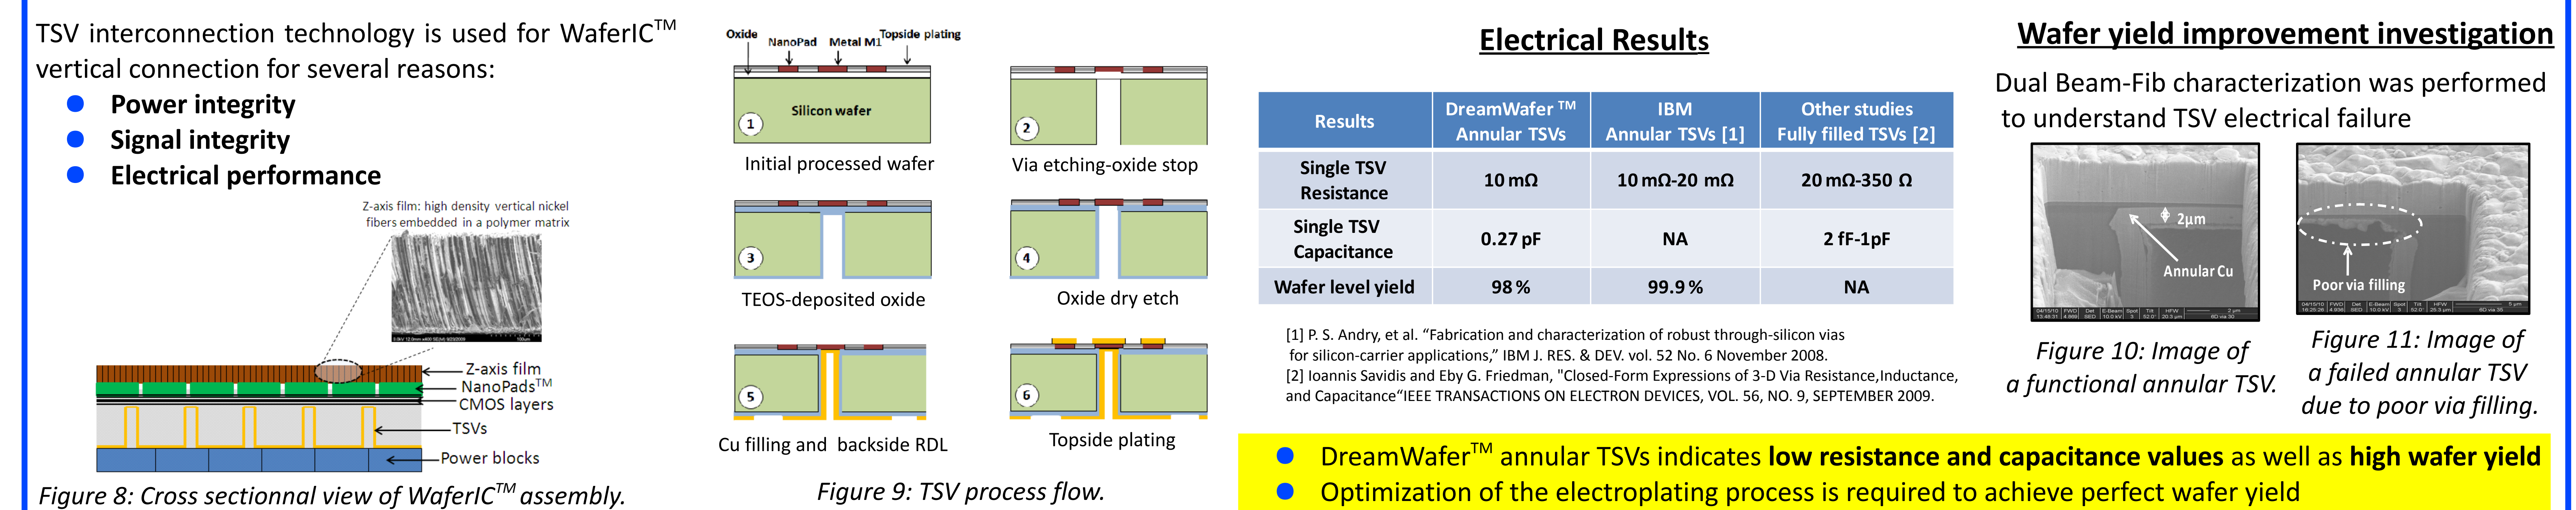 TSV interconnection technology is used for WaferIC™
vertical connection for several reasons:
● Power integrity
● Signal integrity
● Electrical performance
Z-axis film: high density vertical nickel
fibers embedded in a polymer matrix
Z-axis film
NanoPads™
CMOS layers
TSVs
Power blocks
Figure 8: Cross sectionnal view of WaferIC™ assembly.
Oxide
NanoPad
Metal M1
Topside plating
Silicon wafer
1
Initial processed wafer
2
Via etching-oxide stop
3
TEOS-deposited oxide
4
Oxide dry etch
5
Cu filling and backside RDL
6
Topside plating
Figure 9: TSV process flow.
Electrical Results
Results
DreamWafer ™
Annular TSVs
IBM
Annular TSVs [1]
Other studies
Fully filled TSVs [2]
Single TSV
Resistance
10 mΩ
10 mΩ-20 mΩ
20 mΩ-350 Ω
Single TSV
Capacitance
0.27 pF
NA
2 fF-1pF
Wafer level yield
98 %
99.9 %
NA
[1] P. S. Andry, et al. “Fabrication and characterization of robust through-silicon vias
for silicon-carrier applications,” IBM J. RES. & DEV. vol. 52 No. 6 November 2008.
[2] Ioannis Savidis and Eby G. Friedman, "Closed-Form Expressions of 3-D Via Resistance,Inductance,
and Capacitance“IEEE TRANSACTIONS ON ELECTRON DEVICES, VOL. 56, NO. 9, SEPTEMBER 2009.
Wafer yield improvement investigation
Dual Beam-Fib characterization was performed
to understand TSV electrical failure
2µm
Annular Cu
Figure 10: Image of
a functional annular TSV.
Poor via filling
Figure 11: Image of
a failed annular TSV
due to poor via filling.
● DreamWafer™ annular TSVs indicates low resistance and capacitance values as well as high wafer yield
● Optimization of the electroplating process is required to achieve perfect wafer yield